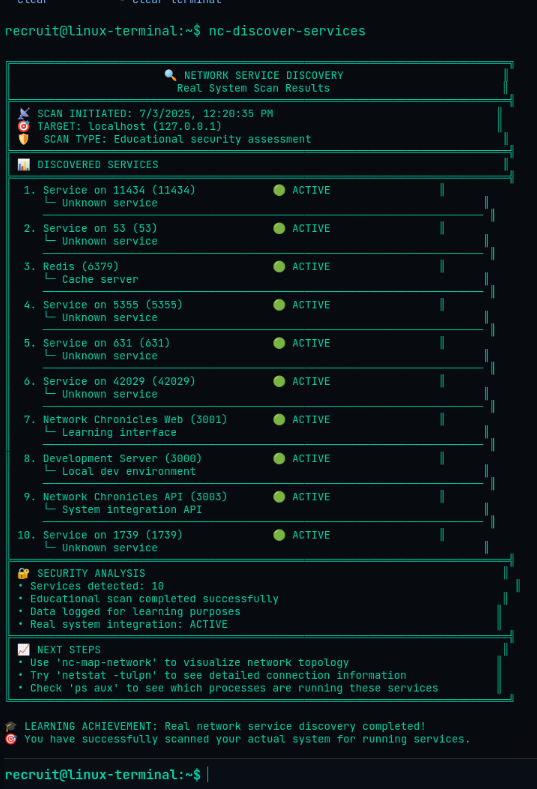 clear - Clear terminal
recruit@linux-terminal:~$ nc-discover-services
🔍 NETWORK SERVICE DISCOVERY
Real System Scan Results
📡 SCAN INITIATED: 7/3/2025, 12:20:35 PM
🎯 TARGET: localhost (127.0.0.1)
🛡️ SCAN TYPE: Educational security assessment
📊 DISCOVERED SERVICES
1. Service on 11434 (11434) 🟢 ACTIVE
└─ Unknown service
2. Service on 53 (53) 🟢 ACTIVE
└─ Unknown service
3. Redis (6379) 🟢 ACTIVE
└─ Cache server
4. Service on 5355 (5355) 🟢 ACTIVE
└─ Unknown service
5. Service on 631 (631) 🟢 ACTIVE
└─ Unknown service
6. Service on 42029 (42029) 🟢 ACTIVE
└─ Unknown service
7. Network Chronicles Web (3001) 🟢 ACTIVE
└─ Learning interface
8. Development Server (3000) 🟢 ACTIVE
└─ Local dev environment
9. Network Chronicles API (3003) 🟢 ACTIVE
└─ System integration API
10. Service on 1739 (1739) 🟢 ACTIVE
└─ Unknown service
🔐 SECURITY ANALYSIS
• Services detected: 10
• Educational scan completed successfully
• Data logged for learning purposes
• Real system integration: ACTIVE
📈 NEXT STEPS
• Use 'nc-map-network' to visualize network topology
• Try 'netstat -tulpn' to see detailed connection information
• Check 'ps aux' to see which processes are running these services
🎓 LEARNING ACHIEVEMENT: Real network service discovery completed!
🎯 You have successfully scanned your actual system for running services.
recruit@linux-terminal:~$